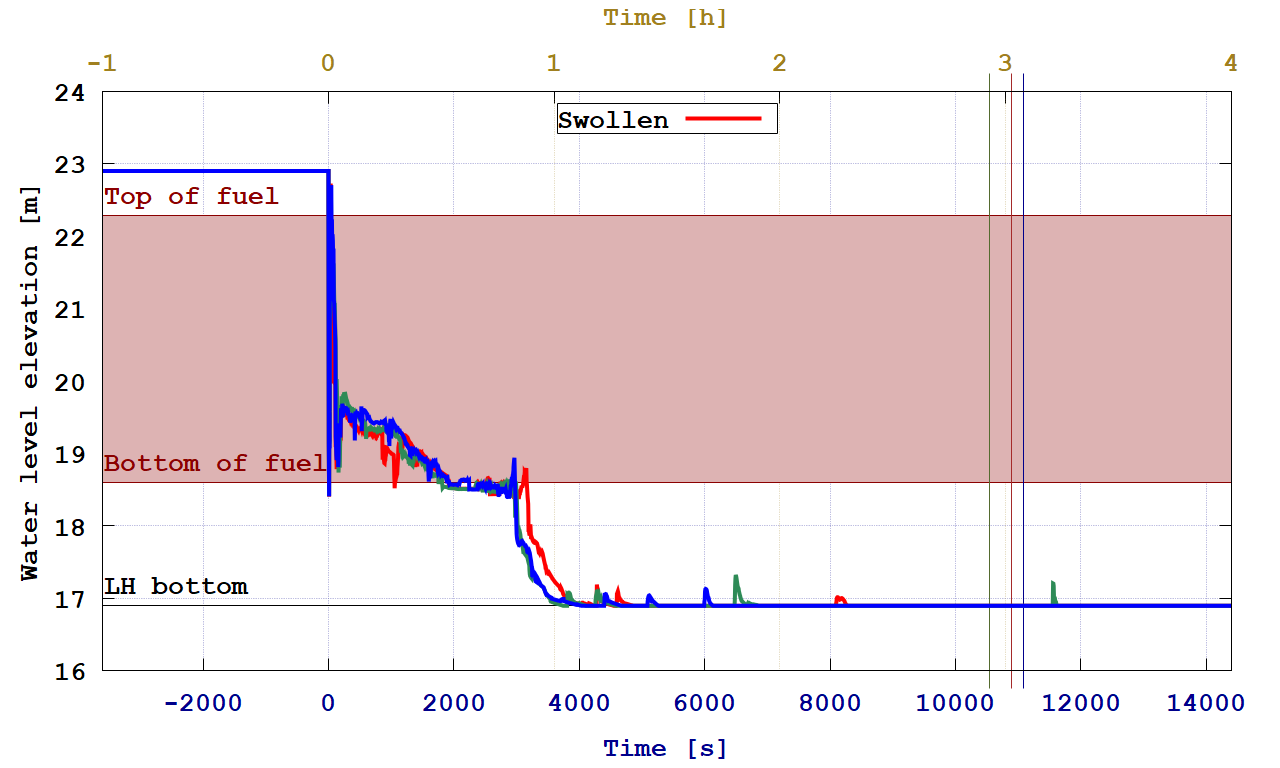 Time [h]
-1 0 1 2 3 4
24
Swollen
23
Top of fuel
22
21
20
19
Bottom of fuel
18
LH bottom
17
16
Water level elevation [m]
-2000 0 2000 4000 6000 8000 10000 12000 14000
Time [s]